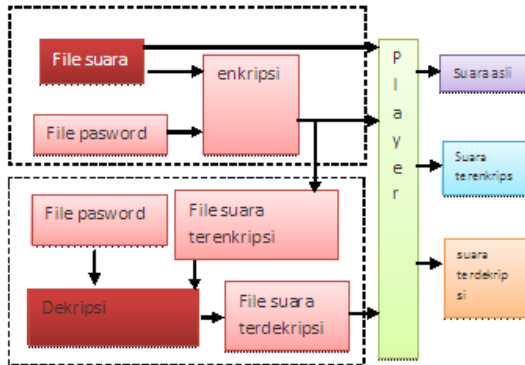 File suara
enkripsi
File pasword
P
l
a
y
e
r
Suara asli
Suara
terenkrips
suara
terdekrip
si
File pasword
File suara
terenkripsi
Dekripsi
File suara
terdekripsi